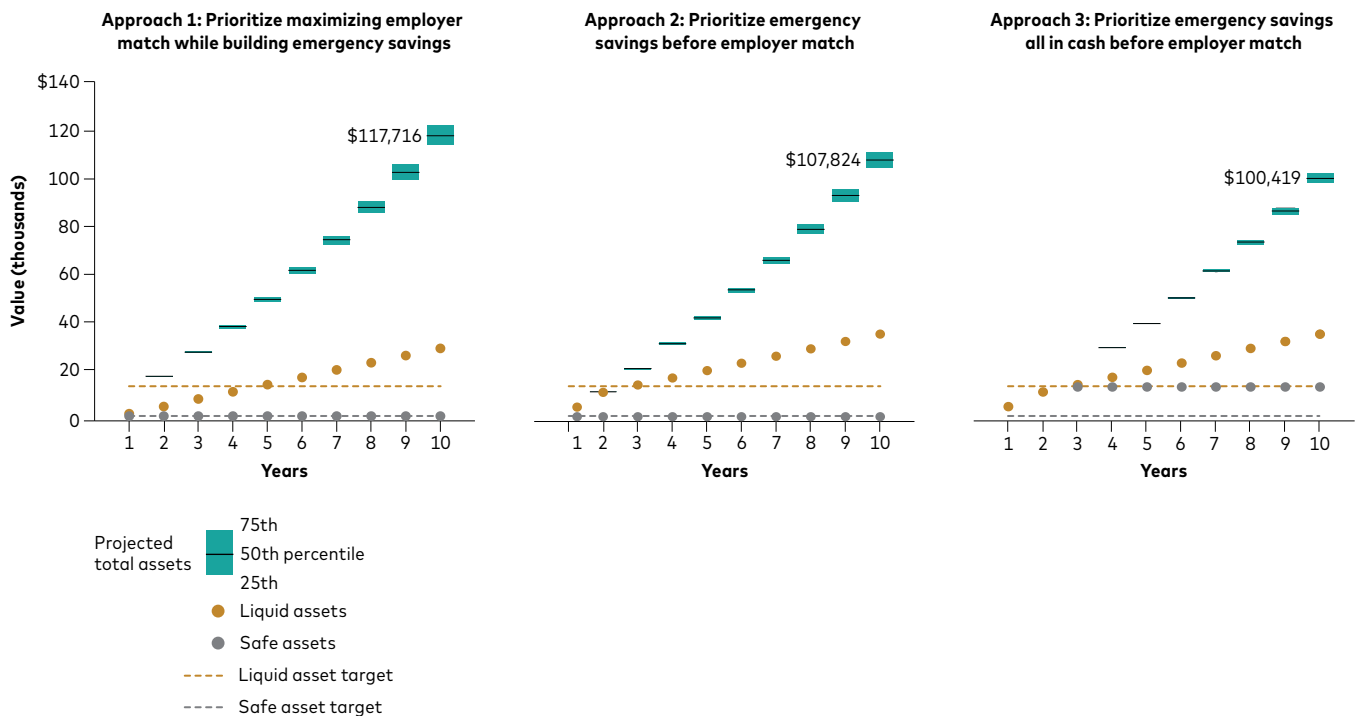 Approach 1: Prioritize maximizing employer
match while building emergency savings
Approach 2: Prioritize emergency
savings before employer match
Approach 3: Prioritize emergency savings
all in cash before employer match
Value (thousands)
$140
120
100
80
60
40
20
0
$117,716
1 2 3 4 5 6 7 8 9 10
Years
$107,824
1 2 3 4 5 6 7 8 9 10
Years
$100,419
1 2 3 4 5 6 7 8 9 10
Years
Projected
total assets
75th
50th percentile
25th
Liquid assets
Safe assets
Liquid asset target
Safe asset target